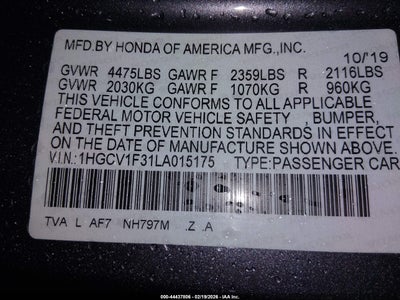 MFD.BY HONDA OF AMERICA MFG.,INC.
10/'19
GVWR 4475LBS GAWR F 2359LBS R 2116LBS
GVWR 2030KG GAWR F 1070KG R 960KG
THIS VEHICLE CONFORMS TO ALL APPLICABLE
FEDERAL MOTOR VEHICLE SAFETY , BUMPER,
AND THEFT PREVENTION STANDARDS IN EFFECT
ON THE DATE OF MANUFACTURE SHOWN ABOVE.
V.I.N.:1HGCV1F31LA015175 TYPE:PASSENGER CAR
TVA L AF7 NH797M .Z .A
000-44437806 - 02/19/2026 - IAA Inc.